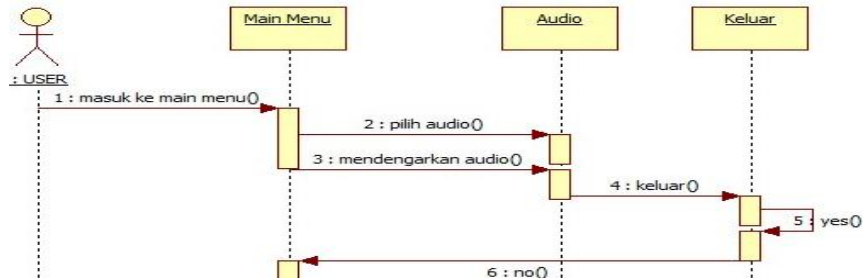 Main Menu
Audio
Keluar
: USER
1 : masuk ke main menu()
2 : pilih audio()
3 : mendengarkan audio()
4 : keluar()
5 : yes()
6 : no()